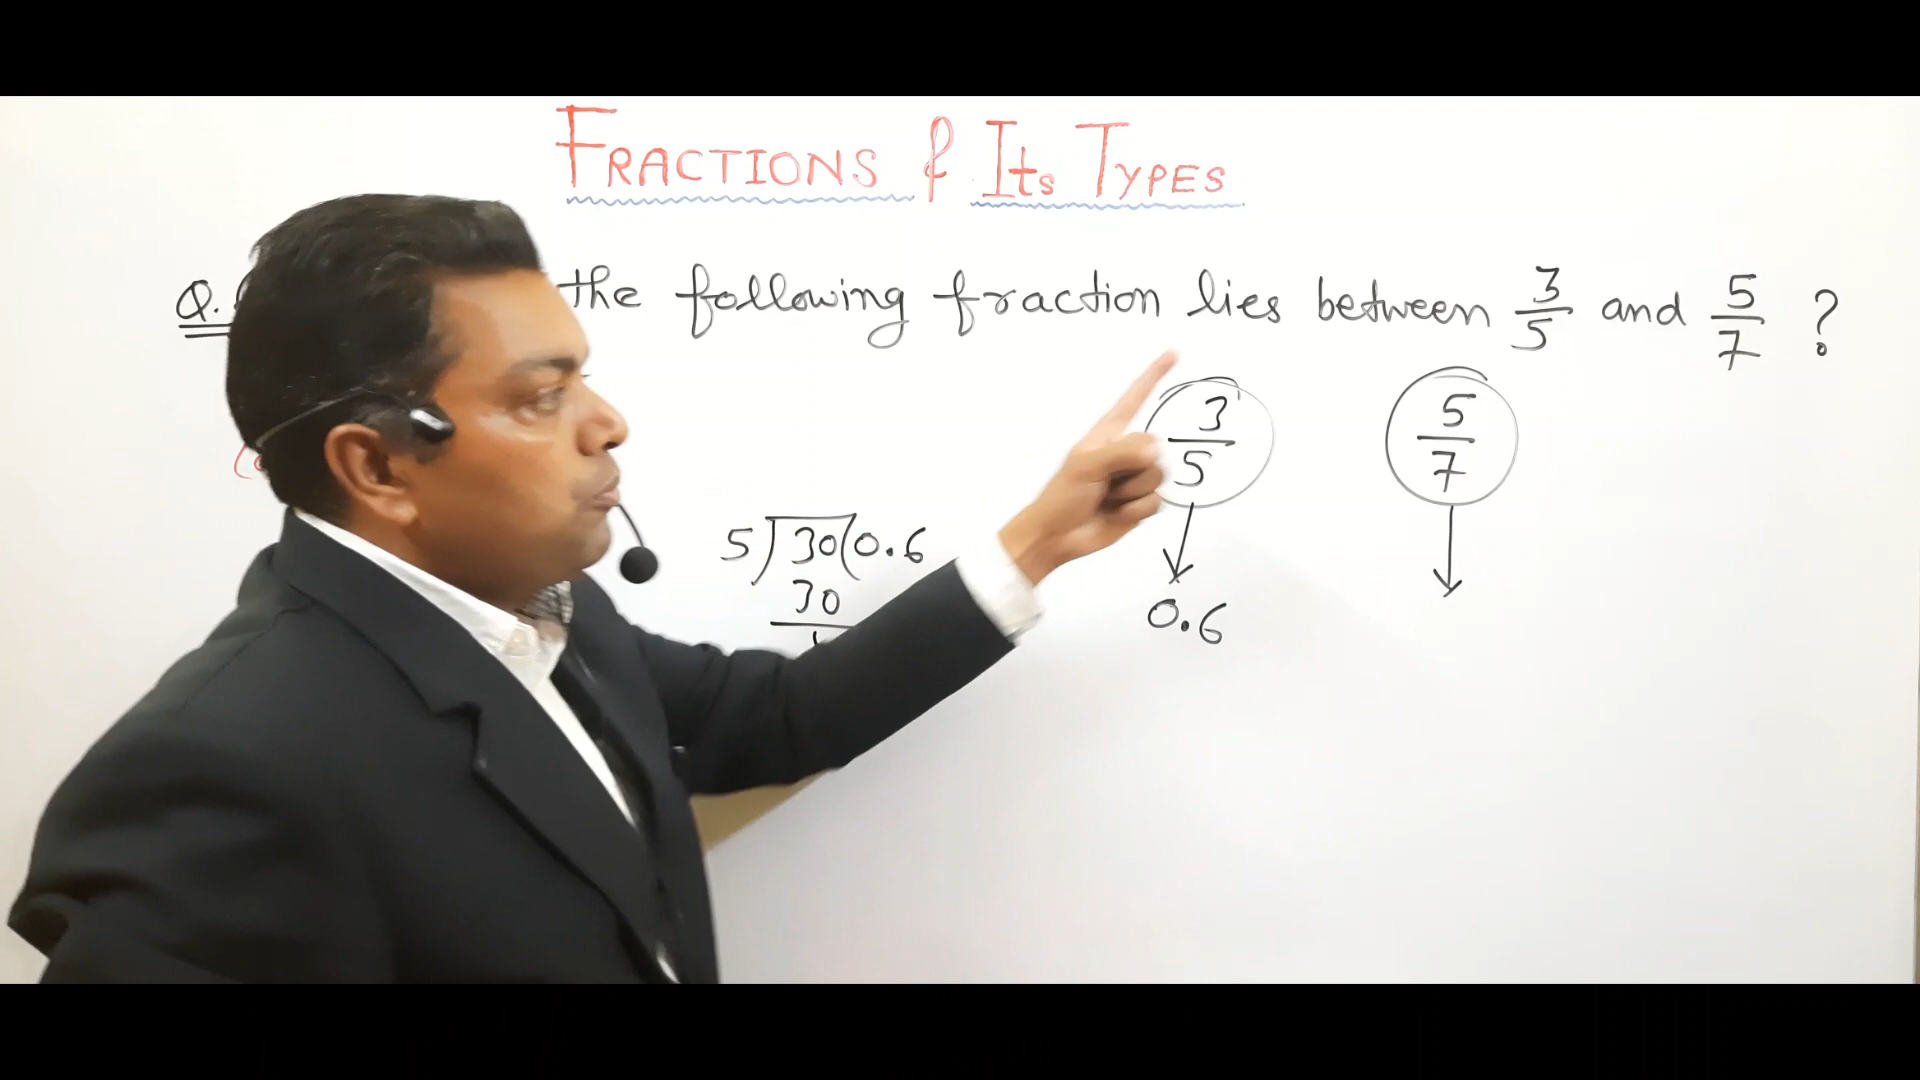 FRACTIONS & ITS TYPES
Q. the following fraction lies between 3/5 and 5/7 ?
3/5 5/7
5) 30 (0.6
30
0.6